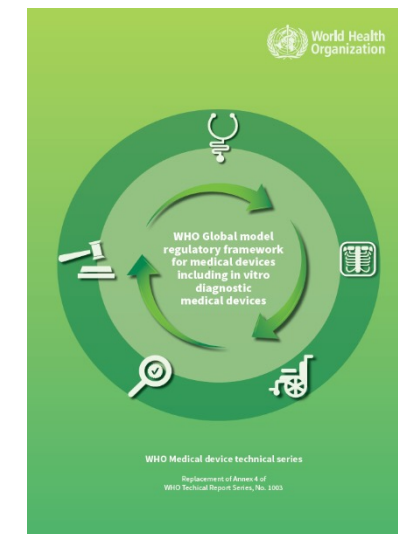 World Health
Organization
WHO Global model
regulatory framework
for medical devices
including in vitro
diagnostic
medical devices
WHO Medical device technical series
Replacement of Annex 4 of
WHO Techical Report Series, No. 1003